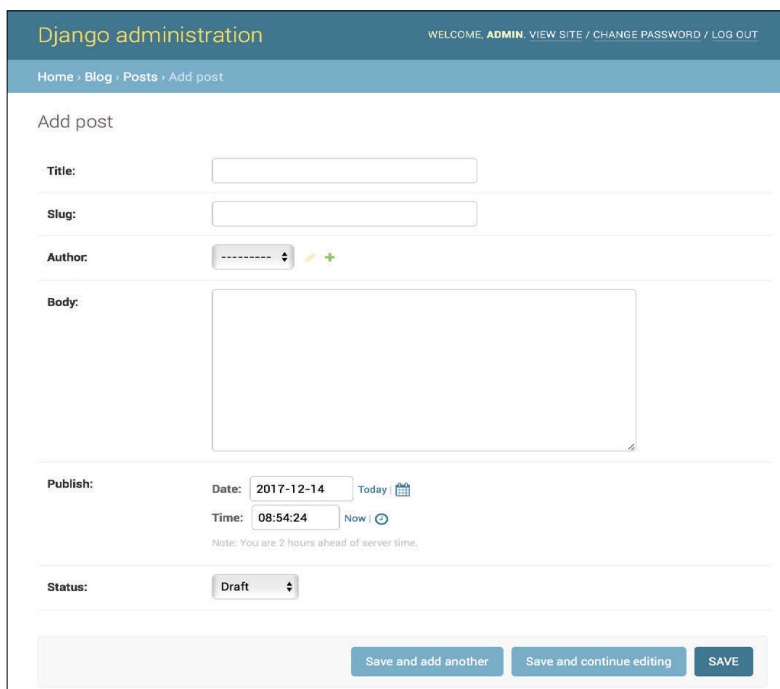 Django administration
WELCOME, ADMIN. VIEW SITE / CHANGE PASSWORD / LOG OUT
Home › Blog › Posts › Add post
Add post
Title:
Slug:
Author:
---------
Body:
Publish:
Date: 2017-12-14 Today |
Time: 08:54:24 Now |
Note: You are 2 hours ahead of server time.
Status:
Draft
Save and add another
Save and continue editing
SAVE